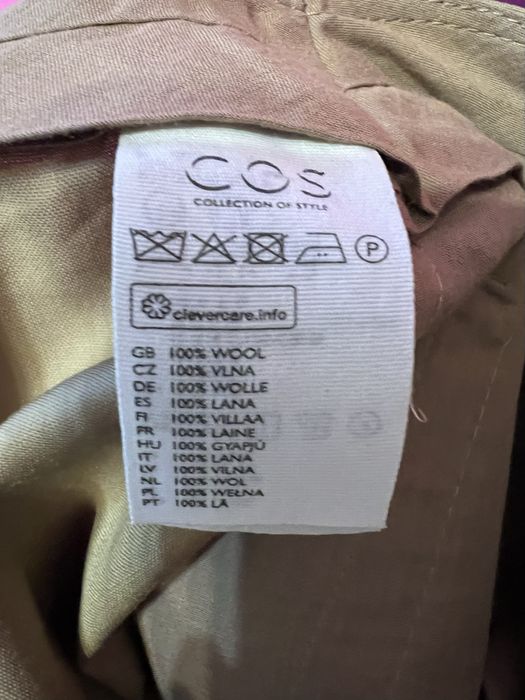 COS
COLLECTION OF STYLE
P
clevercare.info
GB 100% WOOL
CZ 100% VLNA
DE 100% WOLLE
ES 100% LANA
FI 100% VILLAA
FR 100% LAINE
HU 100% GYAPJÚ
IT 100% LANA
LV 100% VILNA
NL 100% WOL
PL 100% WEŁNA
PT 100% LÃ